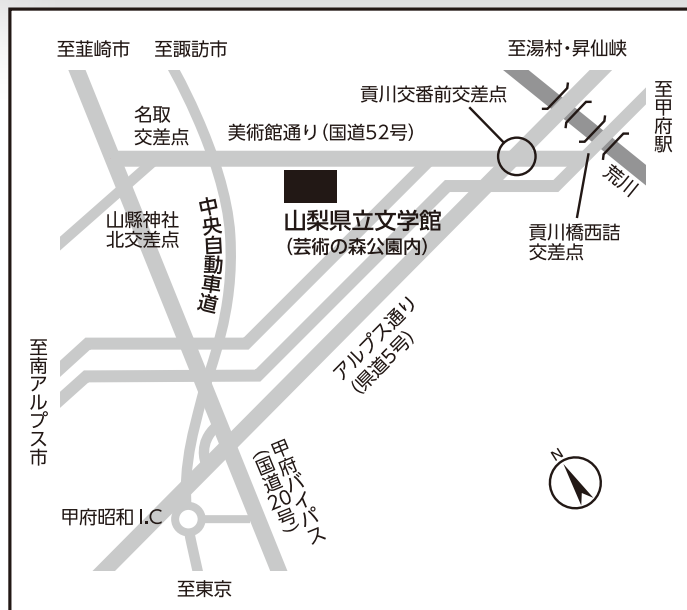 至韮崎市
至諏訪市
至湯村・昇仙峡
貢川交番前交差点
至甲府駅
名取
交差点
美術館通り(国道52号)
荒川
山縣神社
北交差点
中央自動車道
山梨県立文学館
(芸術の森公園内)
貢川橋西詰
交差点
アルプス通り
(県道5号)
至南アルプス市
甲府バイパス
(国道20号)
N
甲府昭和I.C
至東京